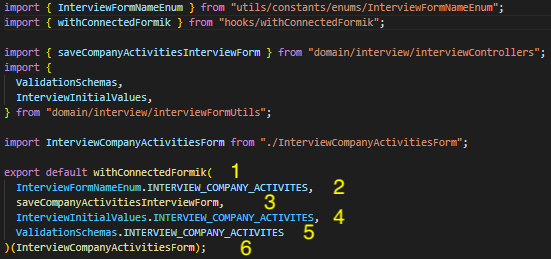 import { InterviewFormNameEnum } from "utils/constants/enums/InterviewFormNameEnum";
import { withConnectedFormik } from "hooks/withConnectedFormik";
import { saveCompanyActivitiesInterviewForm } from "domain/interview/interviewControllers";
import {
ValidationSchemas,
InterviewInitialValues,
} from "domain/interview/interviewFormUtils";
import InterviewCompanyActivitiesForm from "./InterviewCompanyActivitiesForm";
export default withConnectedFormik( 1
InterviewFormNameEnum.INTERVIEW_COMPANY_ACTIVITES, 2
saveCompanyActivitiesInterviewForm, 3
InterviewInitialValues.INTERVIEW_COMPANY_ACTIVITES, 4
ValidationSchemas.INTERVIEW_COMPANY_ACTIVITES 5
)(InterviewCompanyActivitiesForm); 6